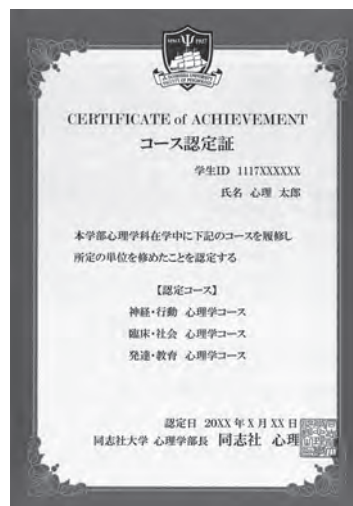 SINCE 1927
CERTIFICATE of ACHIEVEMENT
コース認定証
学生ID 1117XXXXXX
氏名 心理 太郎
本学部心理学科在学中に下記のコースを履修し
所定の単位を修めたことを認定する
【認定コース】
神経・行動 心理学コース
臨床・社会 心理学コース
発達・教育 心理学コース
認定日 20XX 年 X 月 XX 日
同志社大学 心理学部長 同志社 心理